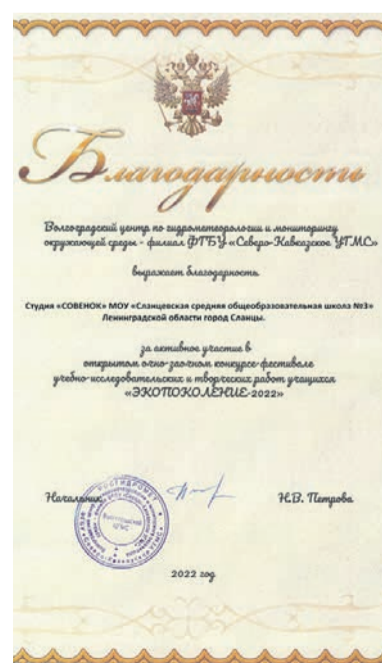 Благодарность
Волгоградский центр по гидрометеорологии и мониторингу
окружающей среды - филиал ФГБУ «Северо-Кавказское УГМС»
выражает благодарность
Студия «СОВЕНОК» МОУ «Сланцевская средняя общеобразовательная школа №3»
Ленинградской области город Сланцы.
за активное участие в
открытом очно-заочном конкурсе-фестивале
учебно-исследовательских и творческих работ учащихся
«ЭКОПОКОЛЕНИЕ-2022»
Начальник
Н.В. Петрова
РОСГИДРОМЕТ
2022 год